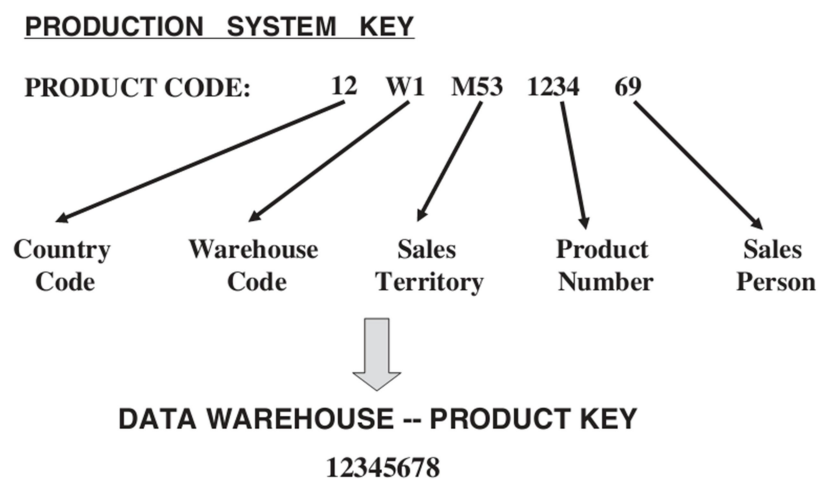 PRODUCTION SYSTEM KEY
PRODUCT CODE: 12 W1 M53 1234 69
Country Warehouse Sales Product Sales
Code Code Territory Number Person
DATA WAREHOUSE -- PRODUCT KEY
12345678